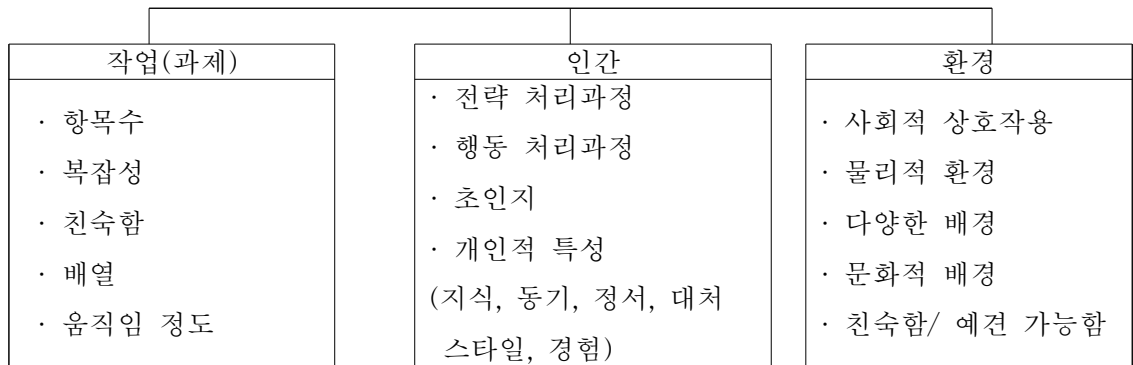 작업(과제)
· 항목수
· 복잡성
· 친숙함
· 배열
· 움직임 정도
인간
· 전략 처리과정
· 행동 처리과정
· 초인지
· 개인적 특성
(지식, 동기, 정서, 대처
스타일, 경험)
환경
· 사회적 상호작용
· 물리적 환경
· 다양한 배경
· 문화적 배경
· 친숙함/ 예견 가능함